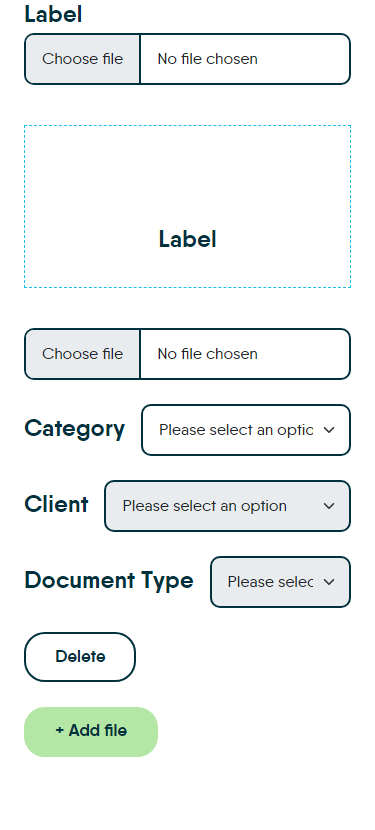 Label
Choose file No file chosen
Label
Choose file No file chosen
Category Please select an optic
Client Please select an option
Document Type Please selec
Delete
+ Add file